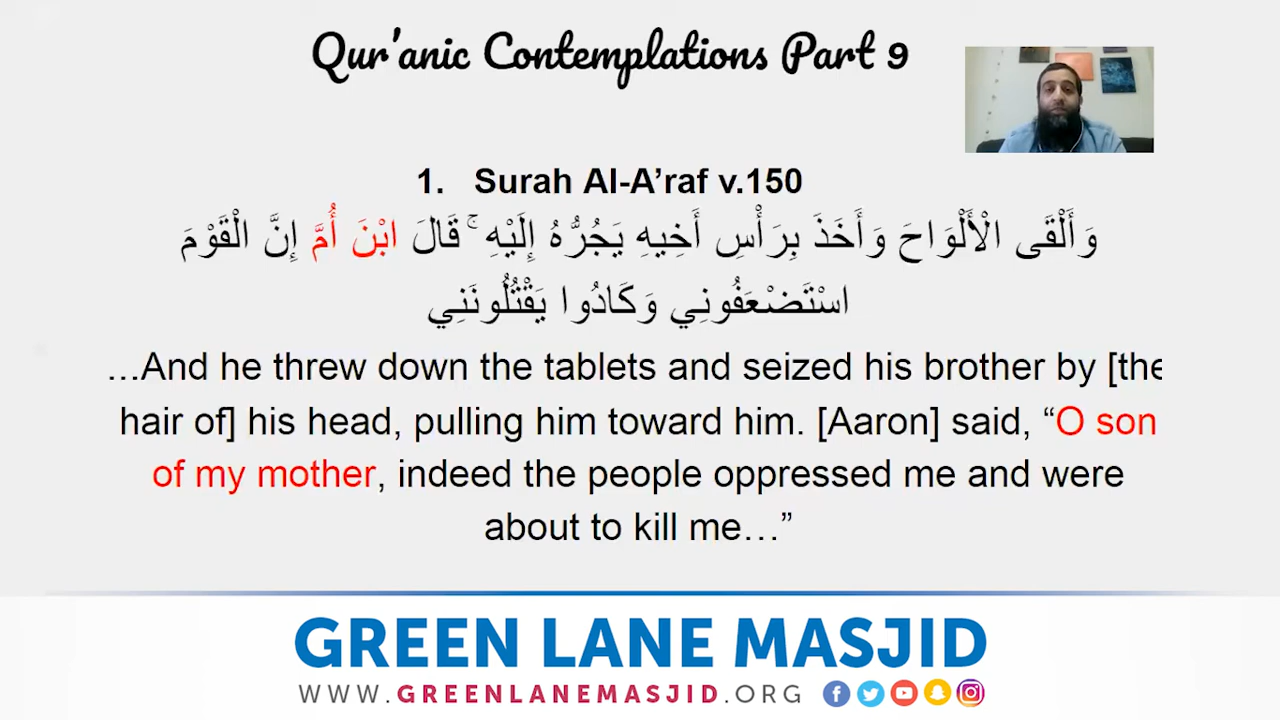 Qur'anic Contemplations Part 9
1. Surah Al-A’raf v.150
وَأَلْقَى الْأَلْوَاحَ وَأَخَذَ بِرَأْسِ أَخِيهِ يَجُرُّهُ إِلَيْهِ ۚ قَالَ ابْنَ أُمَّ إِنَّ الْقَوْمَ
اسْتَضْعَفُونِي وَكَادُوا يَقْتُلُونَنِي
...And he threw down the tablets and seized his brother by [the
hair of] his head, pulling him toward him. [Aaron] said, “O son
of my mother, indeed the people oppressed me and were
about to kill me…”
GREEN LANE MASJID
WWW.GREENLANEMASJID.ORG